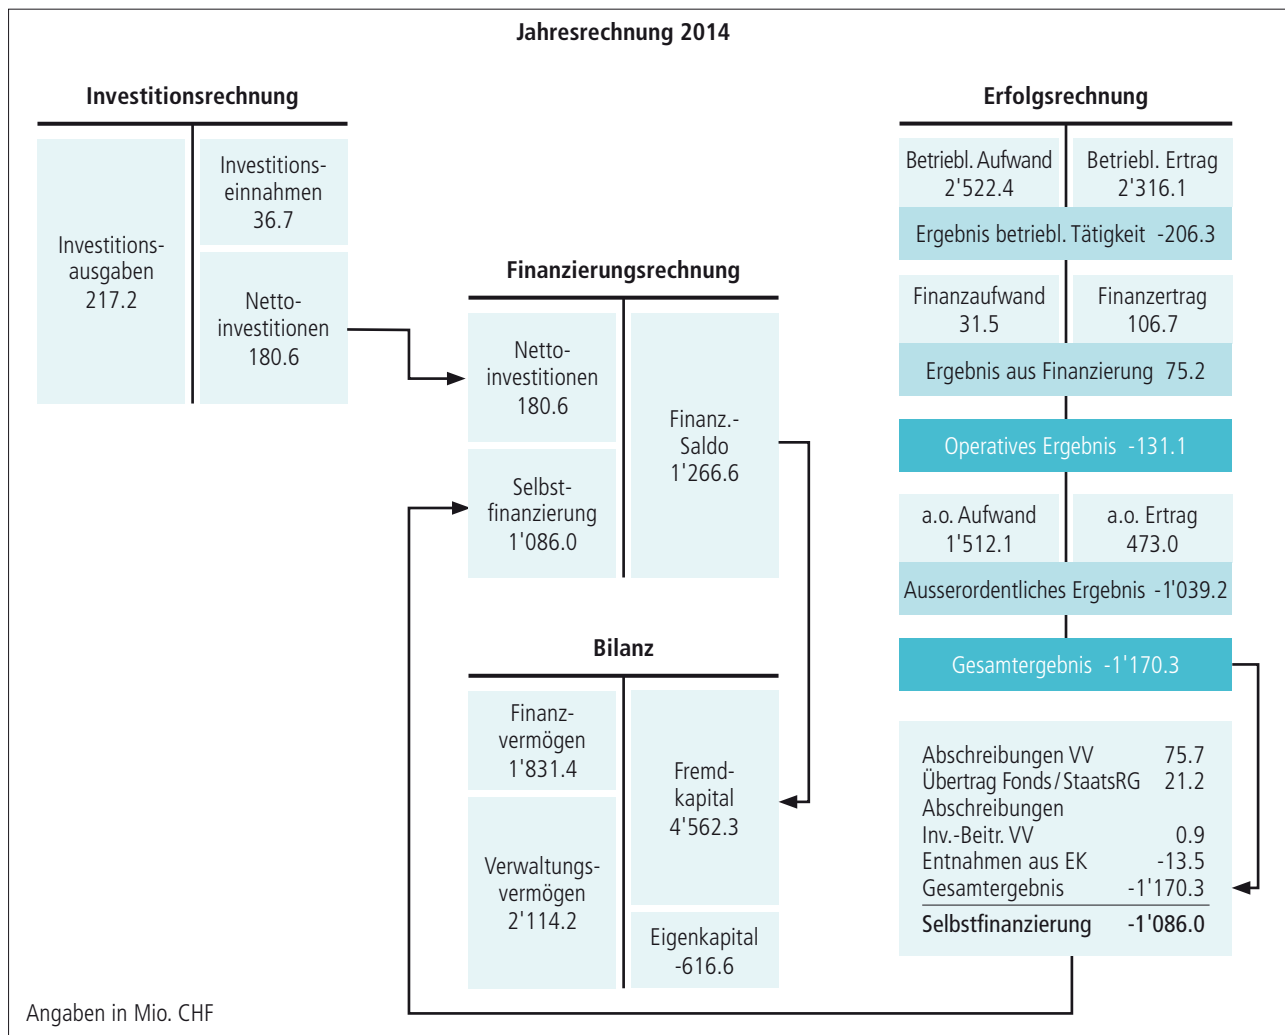 Jahresrechnung 2014
Investitionsrechnung
Investitions-
ausgaben
217.2
Investitions-
einnahmen
36.7
Netto-
investitionen
180.6
Finanzierungsrechnung
Netto-
investitionen
180.6
Selbst-
finanzierung
1'086.0
Finanz.-
Saldo
1'266.6
Bilanz
Finanz-
vermögen
1'831.4
Verwaltungs-
vermögen
2'114.2
Fremd-
kapital
4'562.3
Eigenkapital
-616.6
Erfolgsrechnung
Betriebl. Aufwand
2'522.4
Betriebl. Ertrag
2'316.1
Ergebnis betriebl. Tätigkeit -206.3
Finanzaufwand
31.5
Finanzertrag
106.7
Ergebnis aus Finanzierung 75.2
Operatives Ergebnis -131.1
a.o. Aufwand
1'512.1
a.o. Ertrag
473.0
Ausserordentliches Ergebnis -1'039.2
Gesamtergebnis -1'170.3
Abschreibungen VV 75.7
Übertrag Fonds/StaatsRG 21.2
Abschreibungen
Inv.-Beitr. VV 0.9
Entnahmen aus EK -13.5
Gesamtergebnis -1'170.3
Selbstfinanzierung -1'086.0
Angaben in Mio. CHF